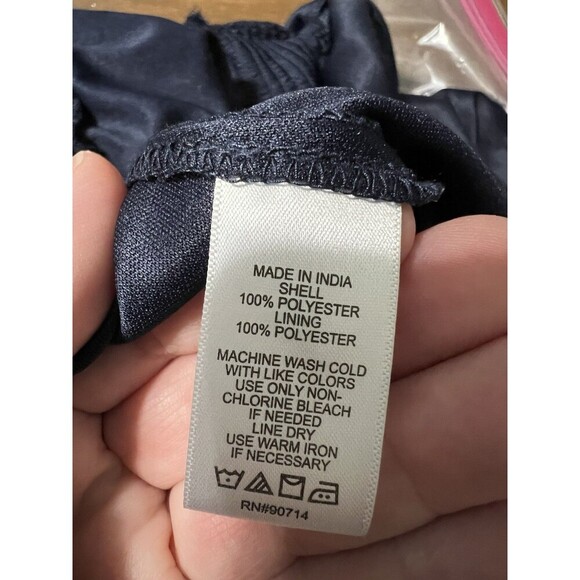 MADE IN INDIA
SHELL
100% POLYESTER
LINING
100% POLYESTER
MACHINE WASH COLD
WITH LIKE COLORS
USE ONLY NON-
CHLORINE BLEACH
IF NEEDED
LINE DRY
USE WARM IRON
IF NECESSARY
RN#90714